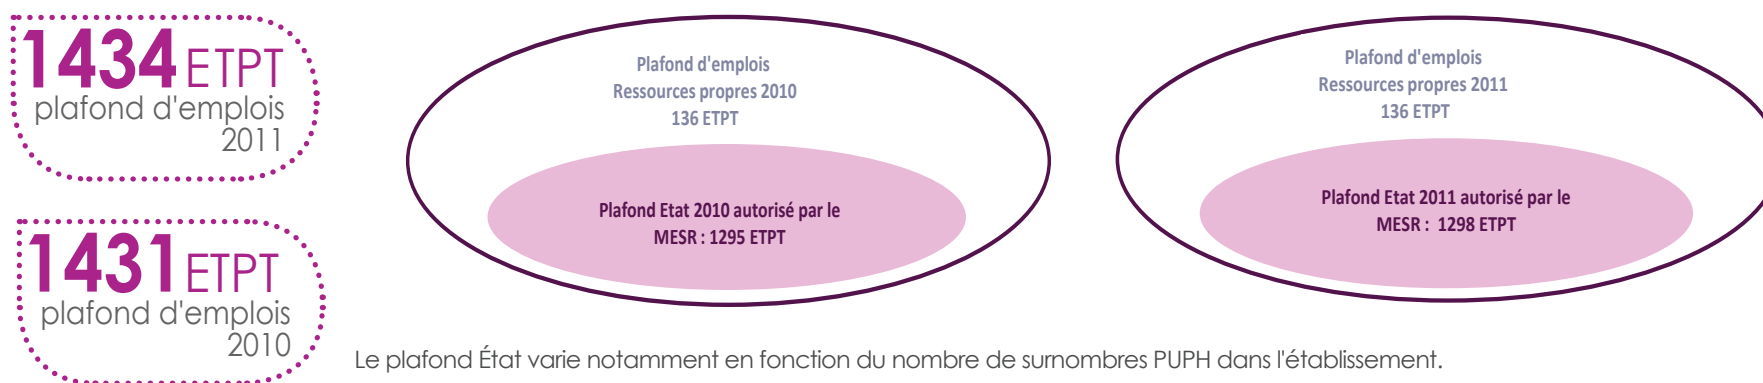 1434 ETPT
plafond d'emplois
2011
1431 ETPT
plafond d'emplois
2010
Plafond d'emplois
Ressources propres 2010
136 ETPT
Plafond Etat 2010 autorisé par le
MESR : 1295 ETPT
Plafond d'emplois
Ressources propres 2011
136 ETPT
Plafond Etat 2011 autorisé par le
MESR : 1298 ETPT
Le plafond État varie notamment en fonction du nombre de surnombres PUPH dans l'établissement.